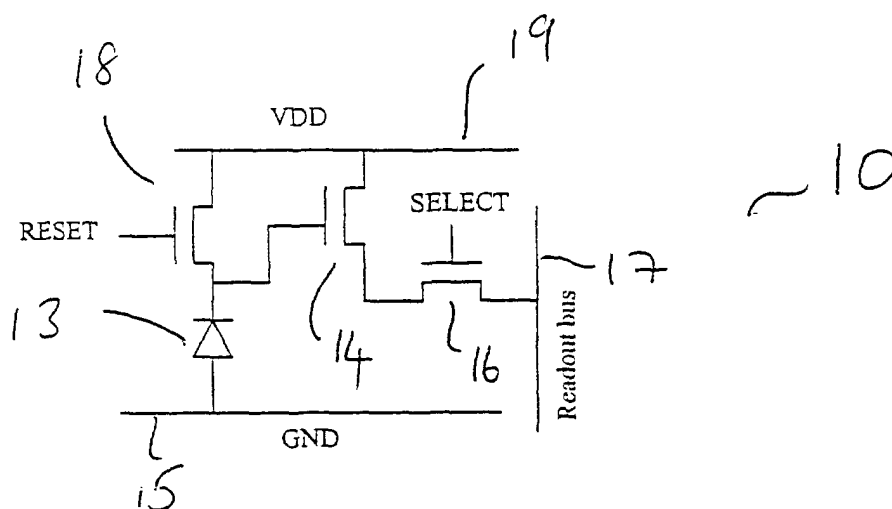 19
18
VDD
10
SELECT
RESET
17
13
14
16
Readout bus
GND
15